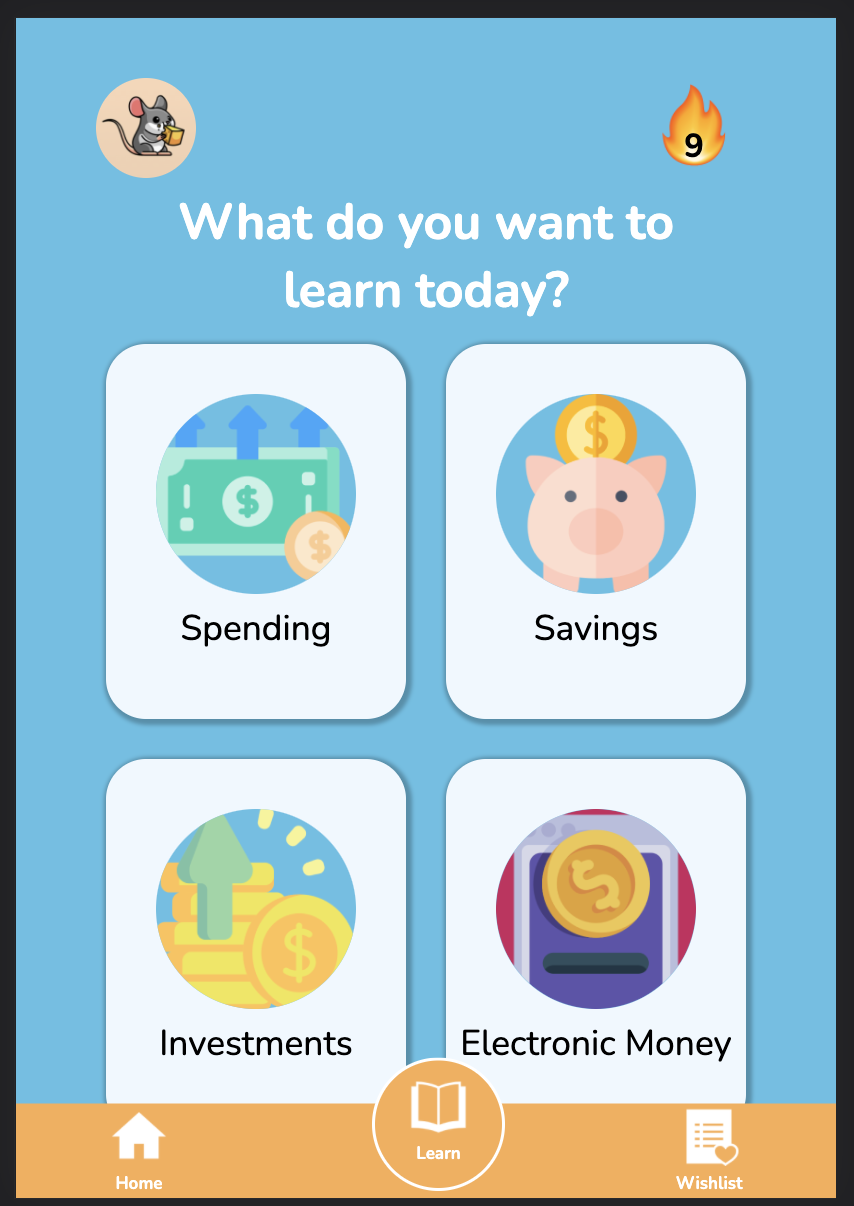 9
What do you want to
learn today?
Spending
Savings
Investments
Electronic Money
Home
Learn
Wishlist